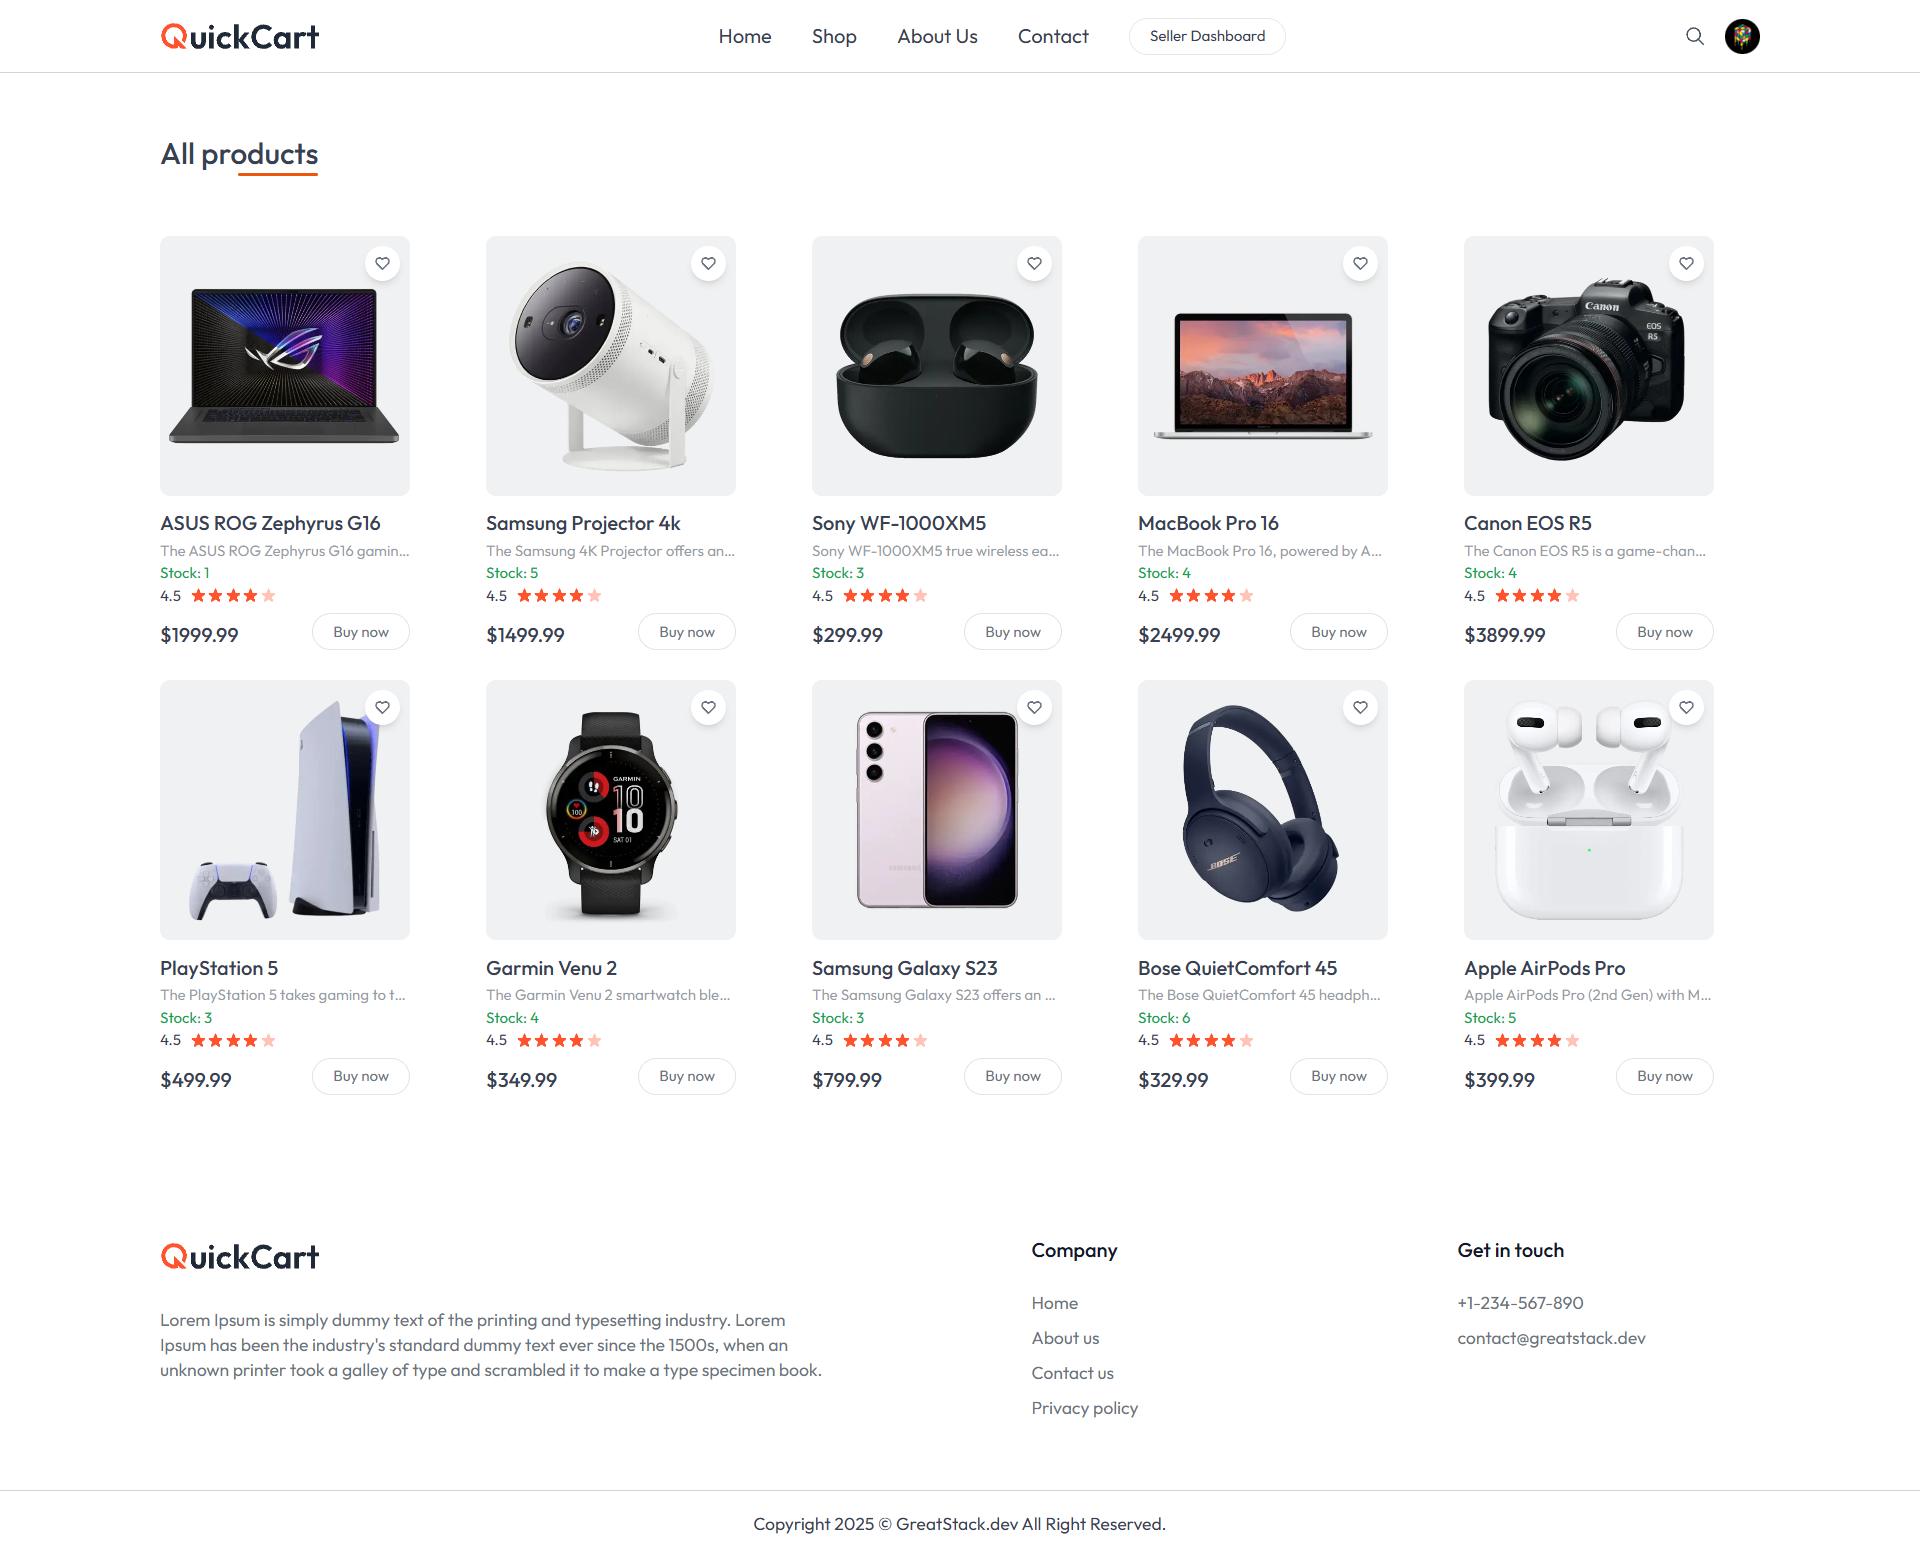 QuickCart
Home Shop About Us Contact Seller Dashboard
All products
Canon
EOS
R5
ASUS ROG Zephyrus G16
The ASUS ROG Zephyrus G16 gamin...
Stock: 1
4.5
$1999.99 Buy now
Samsung Projector 4k
The Samsung 4K Projector offers an...
Stock: 5
4.5
$1499.99 Buy now
Sony WF-1000XM5
Sony WF-1000XM5 true wireless ea...
Stock: 3
4.5
$299.99 Buy now
MacBook Pro 16
The MacBook Pro 16, powered by A...
Stock: 4
4.5
$2499.99 Buy now
Canon EOS R5
The Canon EOS R5 is a game-chan...
Stock: 4
4.5
$3899.99 Buy now
GARMIN
10
10
100
SAT 01
SAMSUNG
BOSE
PlayStation 5
The PlayStation 5 takes gaming to t...
Stock: 3
4.5
$499.99 Buy now
Garmin Venu 2
The Garmin Venu 2 smartwatch ble...
Stock: 4
4.5
$349.99 Buy now
Samsung Galaxy S23
The Samsung Galaxy S23 offers an ...
Stock: 3
4.5
$799.99 Buy now
Bose QuietComfort 45
The Bose QuietComfort 45 headph...
Stock: 6
4.5
$329.99 Buy now
Apple AirPods Pro
Apple AirPods Pro (2nd Gen) with M...
Stock: 5
4.5
$399.99 Buy now
QuickCart
Lorem Ipsum is simply dummy text of the printing and typesetting industry. Lorem
Ipsum has been the industry's standard dummy text ever since the 1500s, when an
unknown printer took a galley of type and scrambled it to make a type specimen book.
Company
Home
About us
Contact us
Privacy policy
Get in touch
+1-234-567-890
contact@greatstack.dev
Copyright 2025 © GreatStack.dev All Right Reserved.